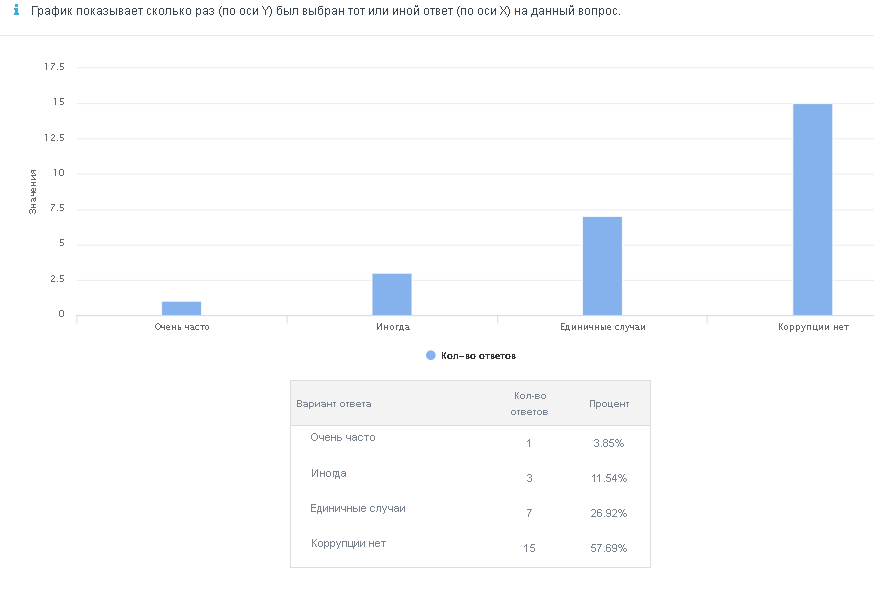 График показывает сколько раз (по оси Y) был выбран тот или иной ответ (по оси X) на данный вопрос.
17.5
15
12.5
10
7.5
5
2.5
0
Значения
Очень часто Иногда Единичные случаи Коррупции нет
Кол-во ответов
Вариант ответа Кол-во ответов Процент
Очень часто 1 3.85%
Иногда 3 11.54%
Единичные случаи 7 26.92%
Коррупции нет 15 57.69%